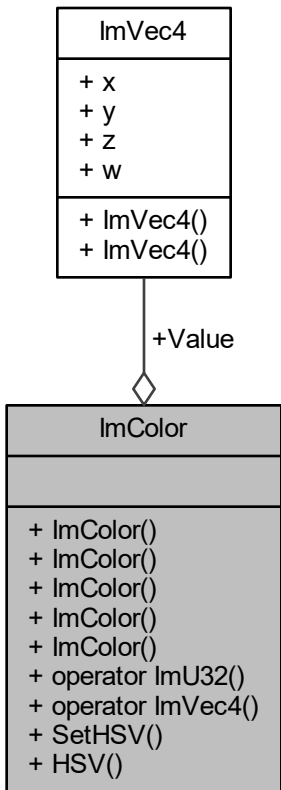 ImVec4
+ x
+ y
+ z
+ w
+ ImVec4()
+ ImVec4()
+Value
ImColor
+ ImColor()
+ ImColor()
+ ImColor()
+ ImColor()
+ ImColor()
+ operator ImU32()
+ operator ImVec4()
+ SetHSV()
+ HSV()